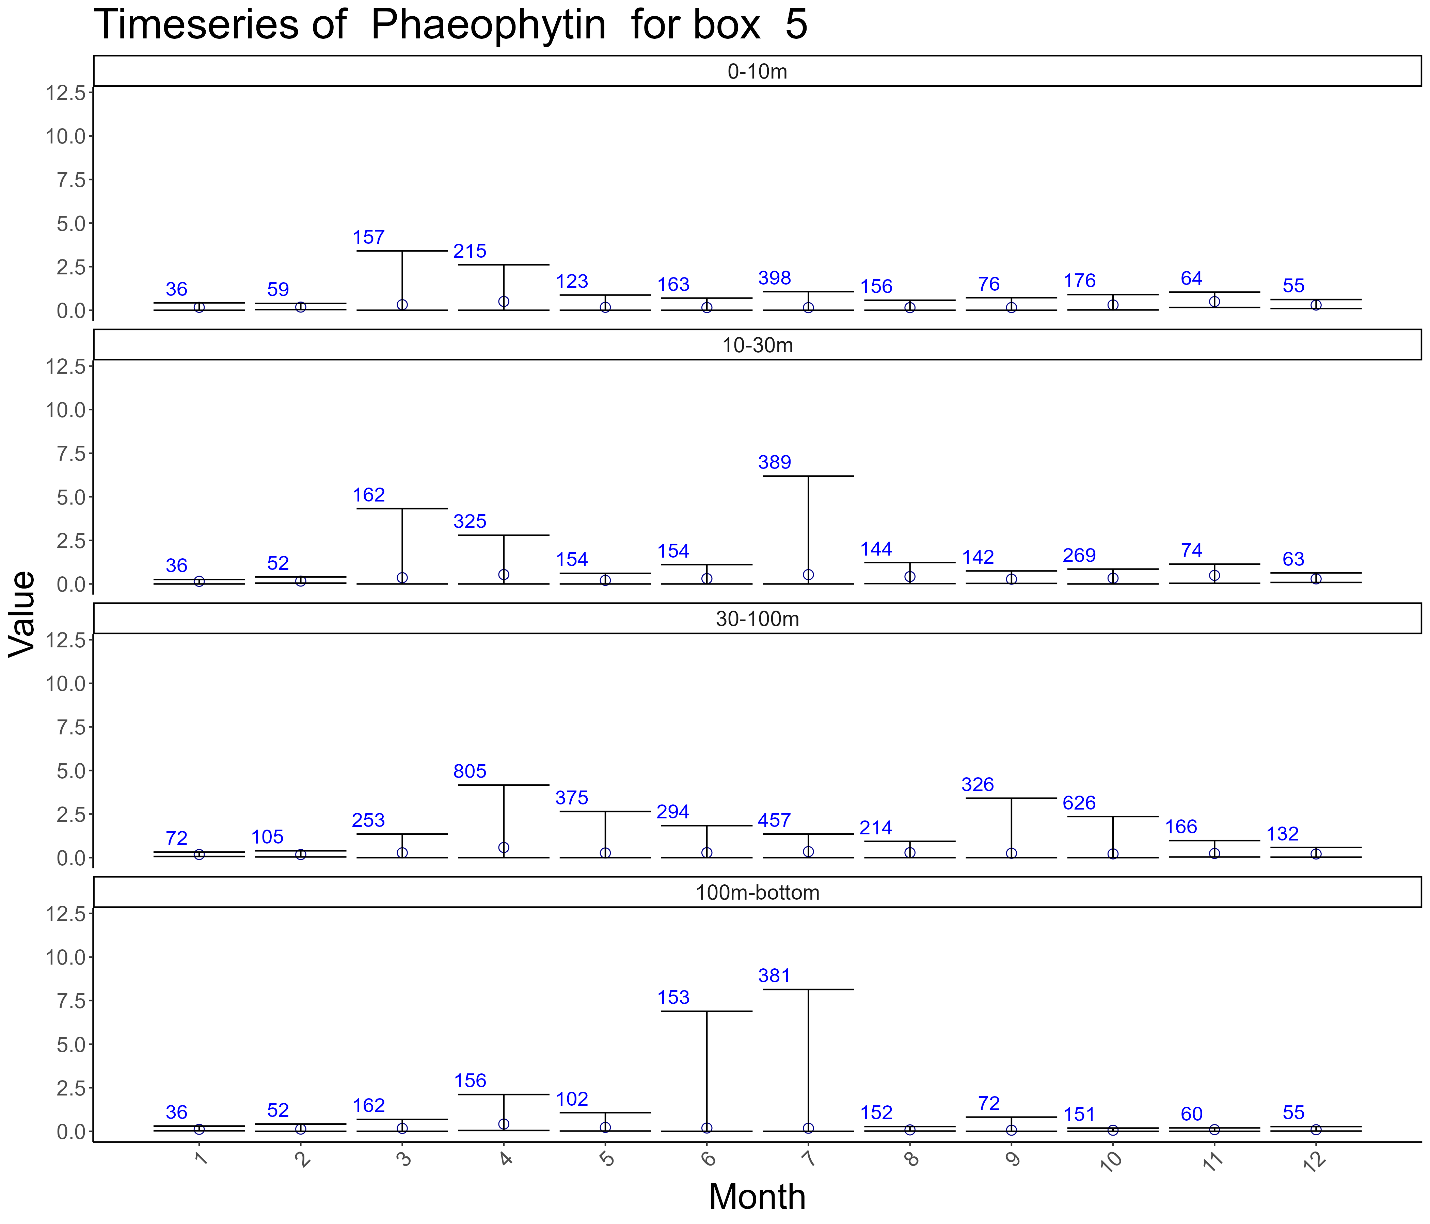 Timeseries of  Phaeophytin  for box  5
0-10m
12.5
10.0
7.5
5.0
2.5
0.0
36 59 157 215 123 163 398 156 76 176 64 55
10-30m
12.5
10.0
7.5
5.0
2.5
0.0
36 52 162 325 154 154 389 144 142 269 74 63
Value
30-100m
12.5
10.0
7.5
5.0
2.5
0.0
72 105 253 805 375 294 457 214 326 626 166 132
100m-bottom
12.5
10.0
7.5
5.0
2.5
0.0
36 52 162 156 102 153 381 152 72 151 60 55
1 2 3 4 5 6 7 8 9 10 11 12
Month